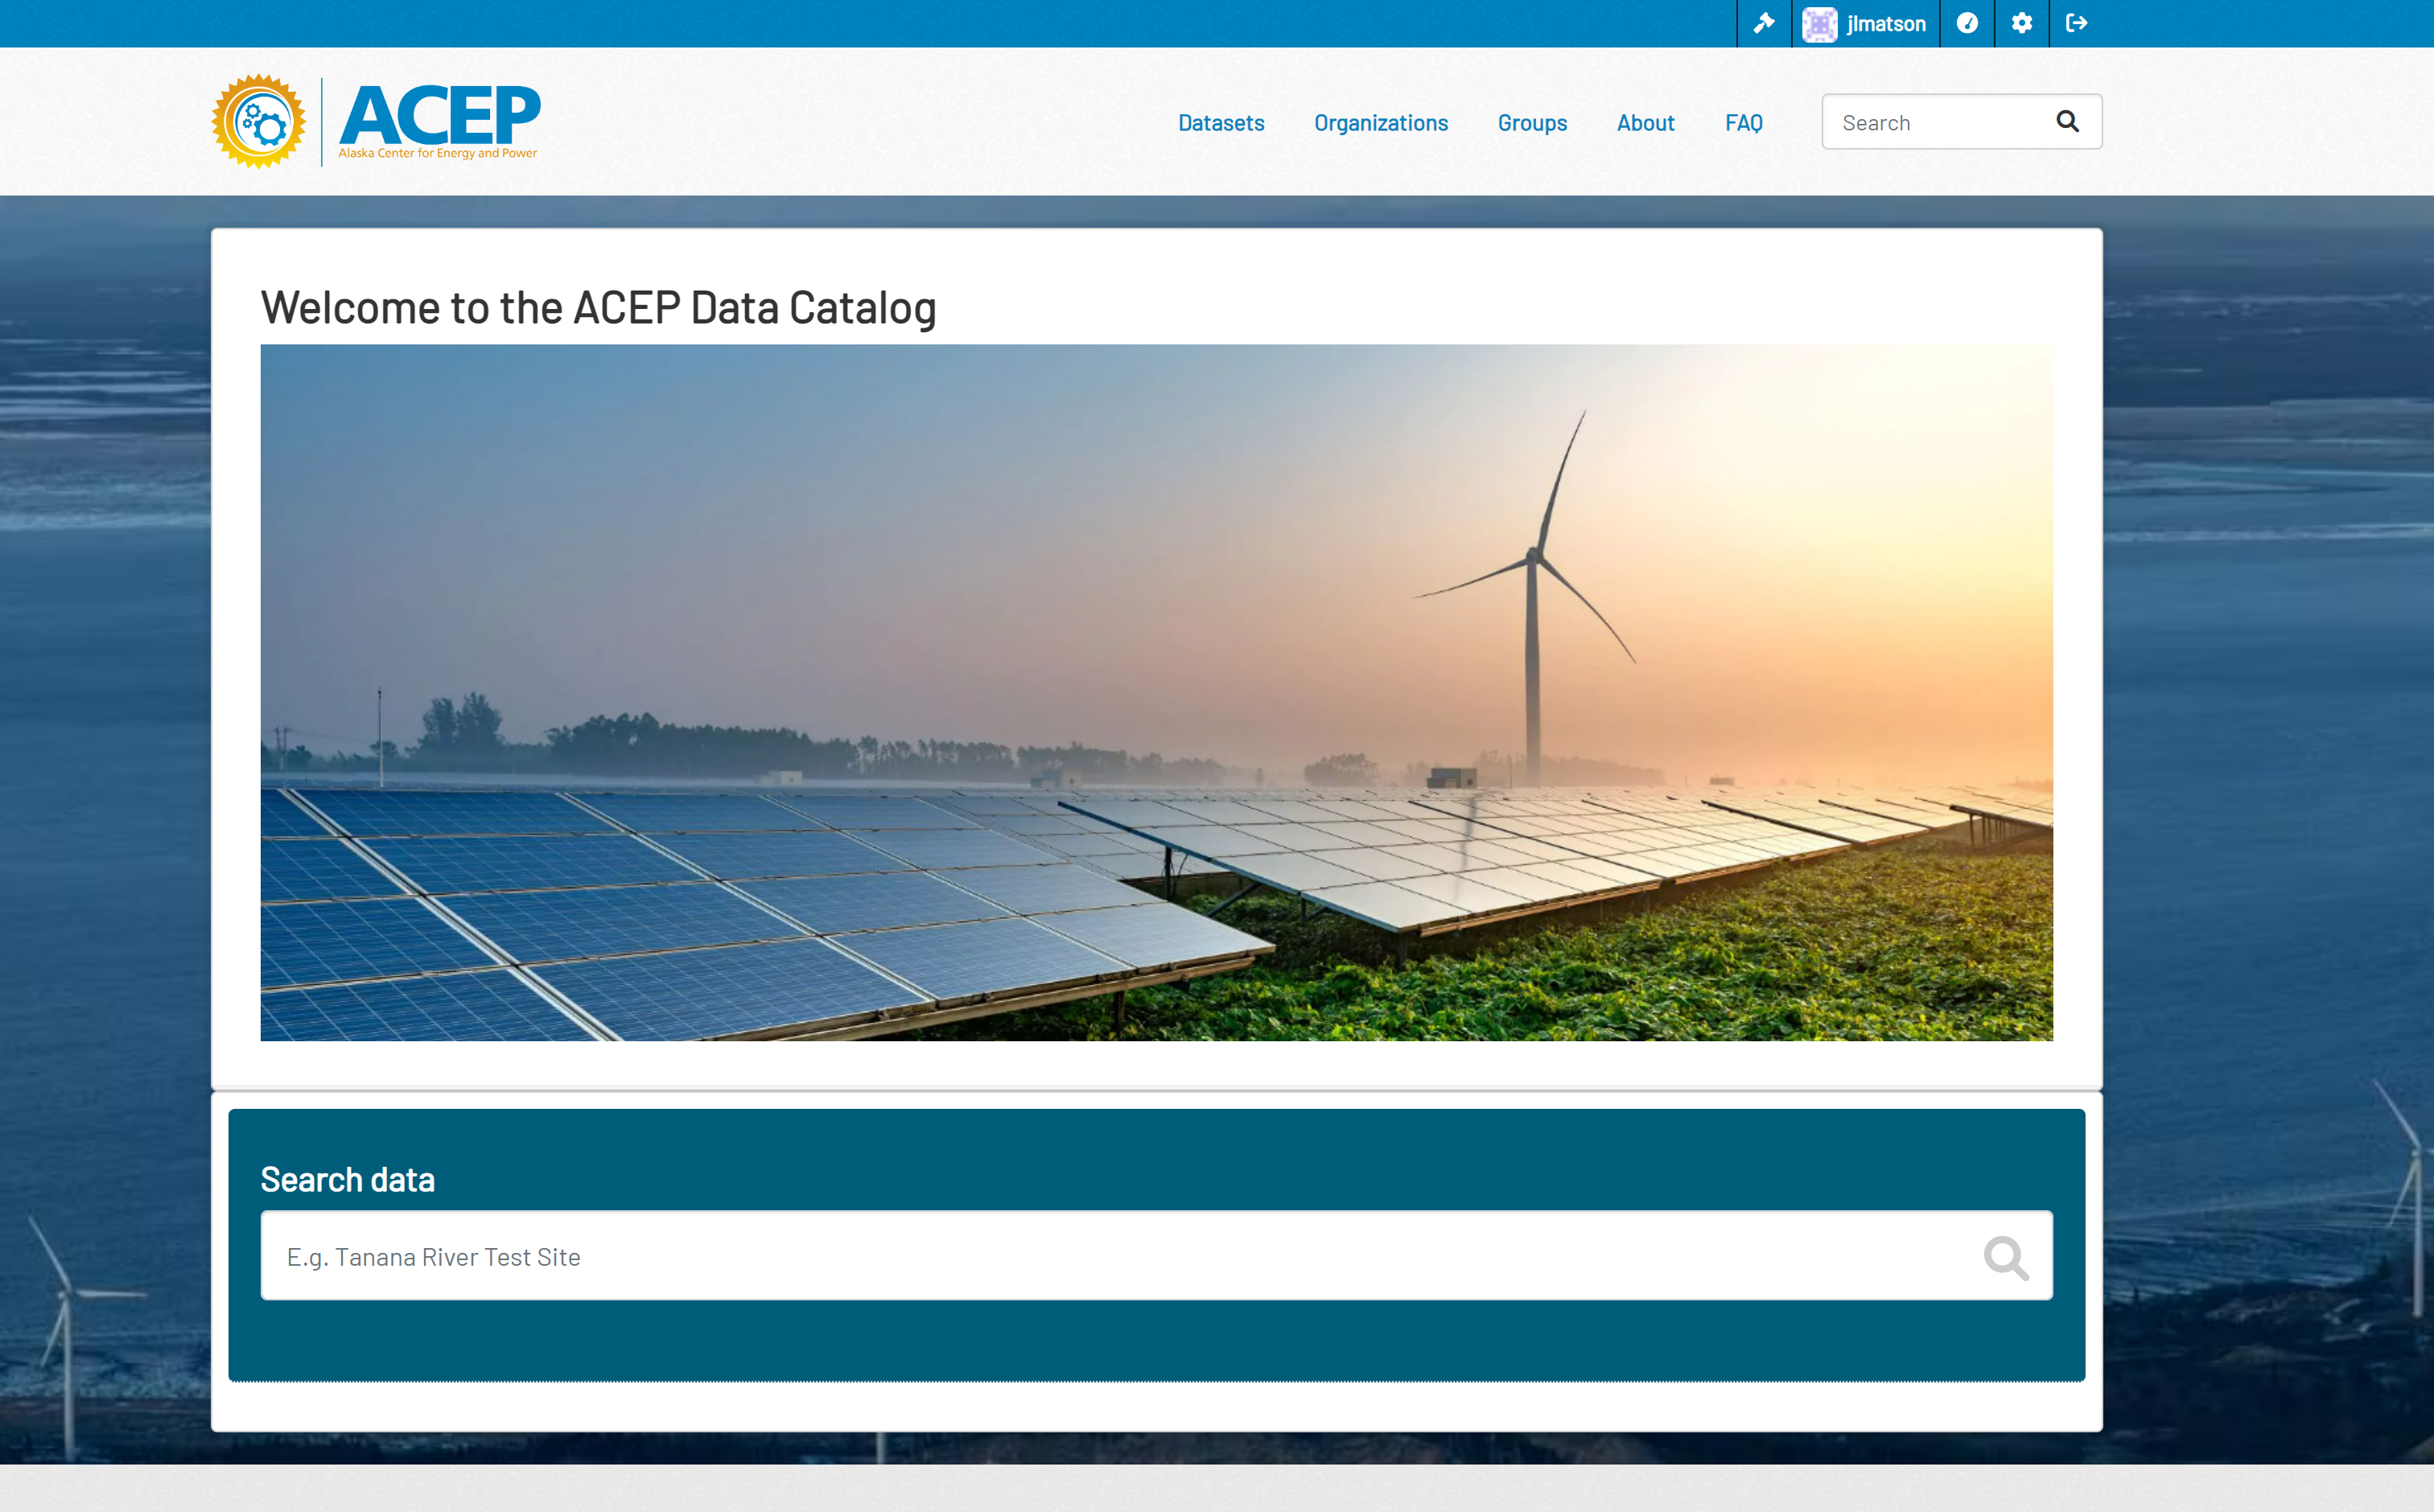 jlmatson
ACEP
Alaska Center for Energy and Power
Datasets Organizations Groups About FAQ Search
Welcome to the ACEP Data Catalog
Search data
E.g. Tanana River Test Site